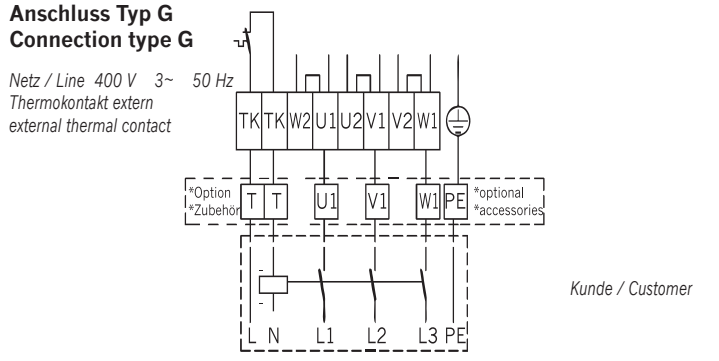 Anschluss Typ G
Connection type G
Netz / Line 400 V 3~ 50 Hz
Thermokontakt extern
external thermal contact
TK TK W2 U1 U2 V1 V2 W1
*Option
*Zubehör
T T U1 V1 W1 PE
*optional
*accessories
Kunde / Customer
L N L1 L2 L3 PE